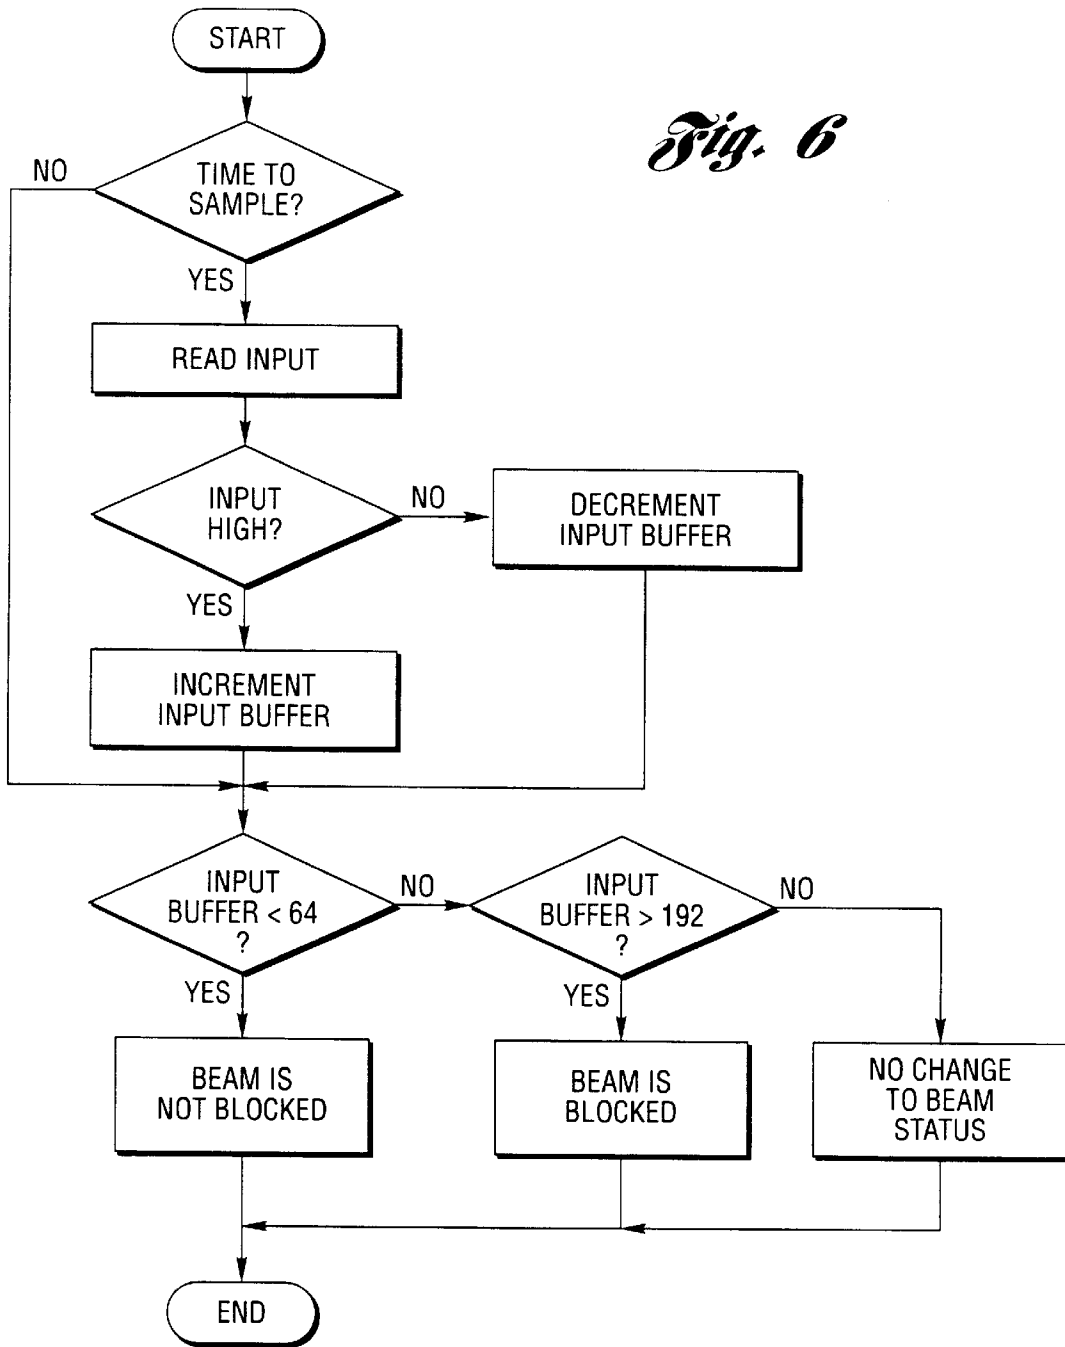 START
Fig. 6
NO
TIME TO
SAMPLE?
YES
READ INPUT
INPUT
HIGH?
NO
DECREMENT
INPUT BUFFER
YES
INCREMENT
INPUT BUFFER
INPUT
BUFFER < 64
?
NO
INPUT
BUFFER > 192
?
NO
YES
YES
BEAM IS
NOT BLOCKED
BEAM IS
BLOCKED
NO CHANGE
TO BEAM
STATUS
END